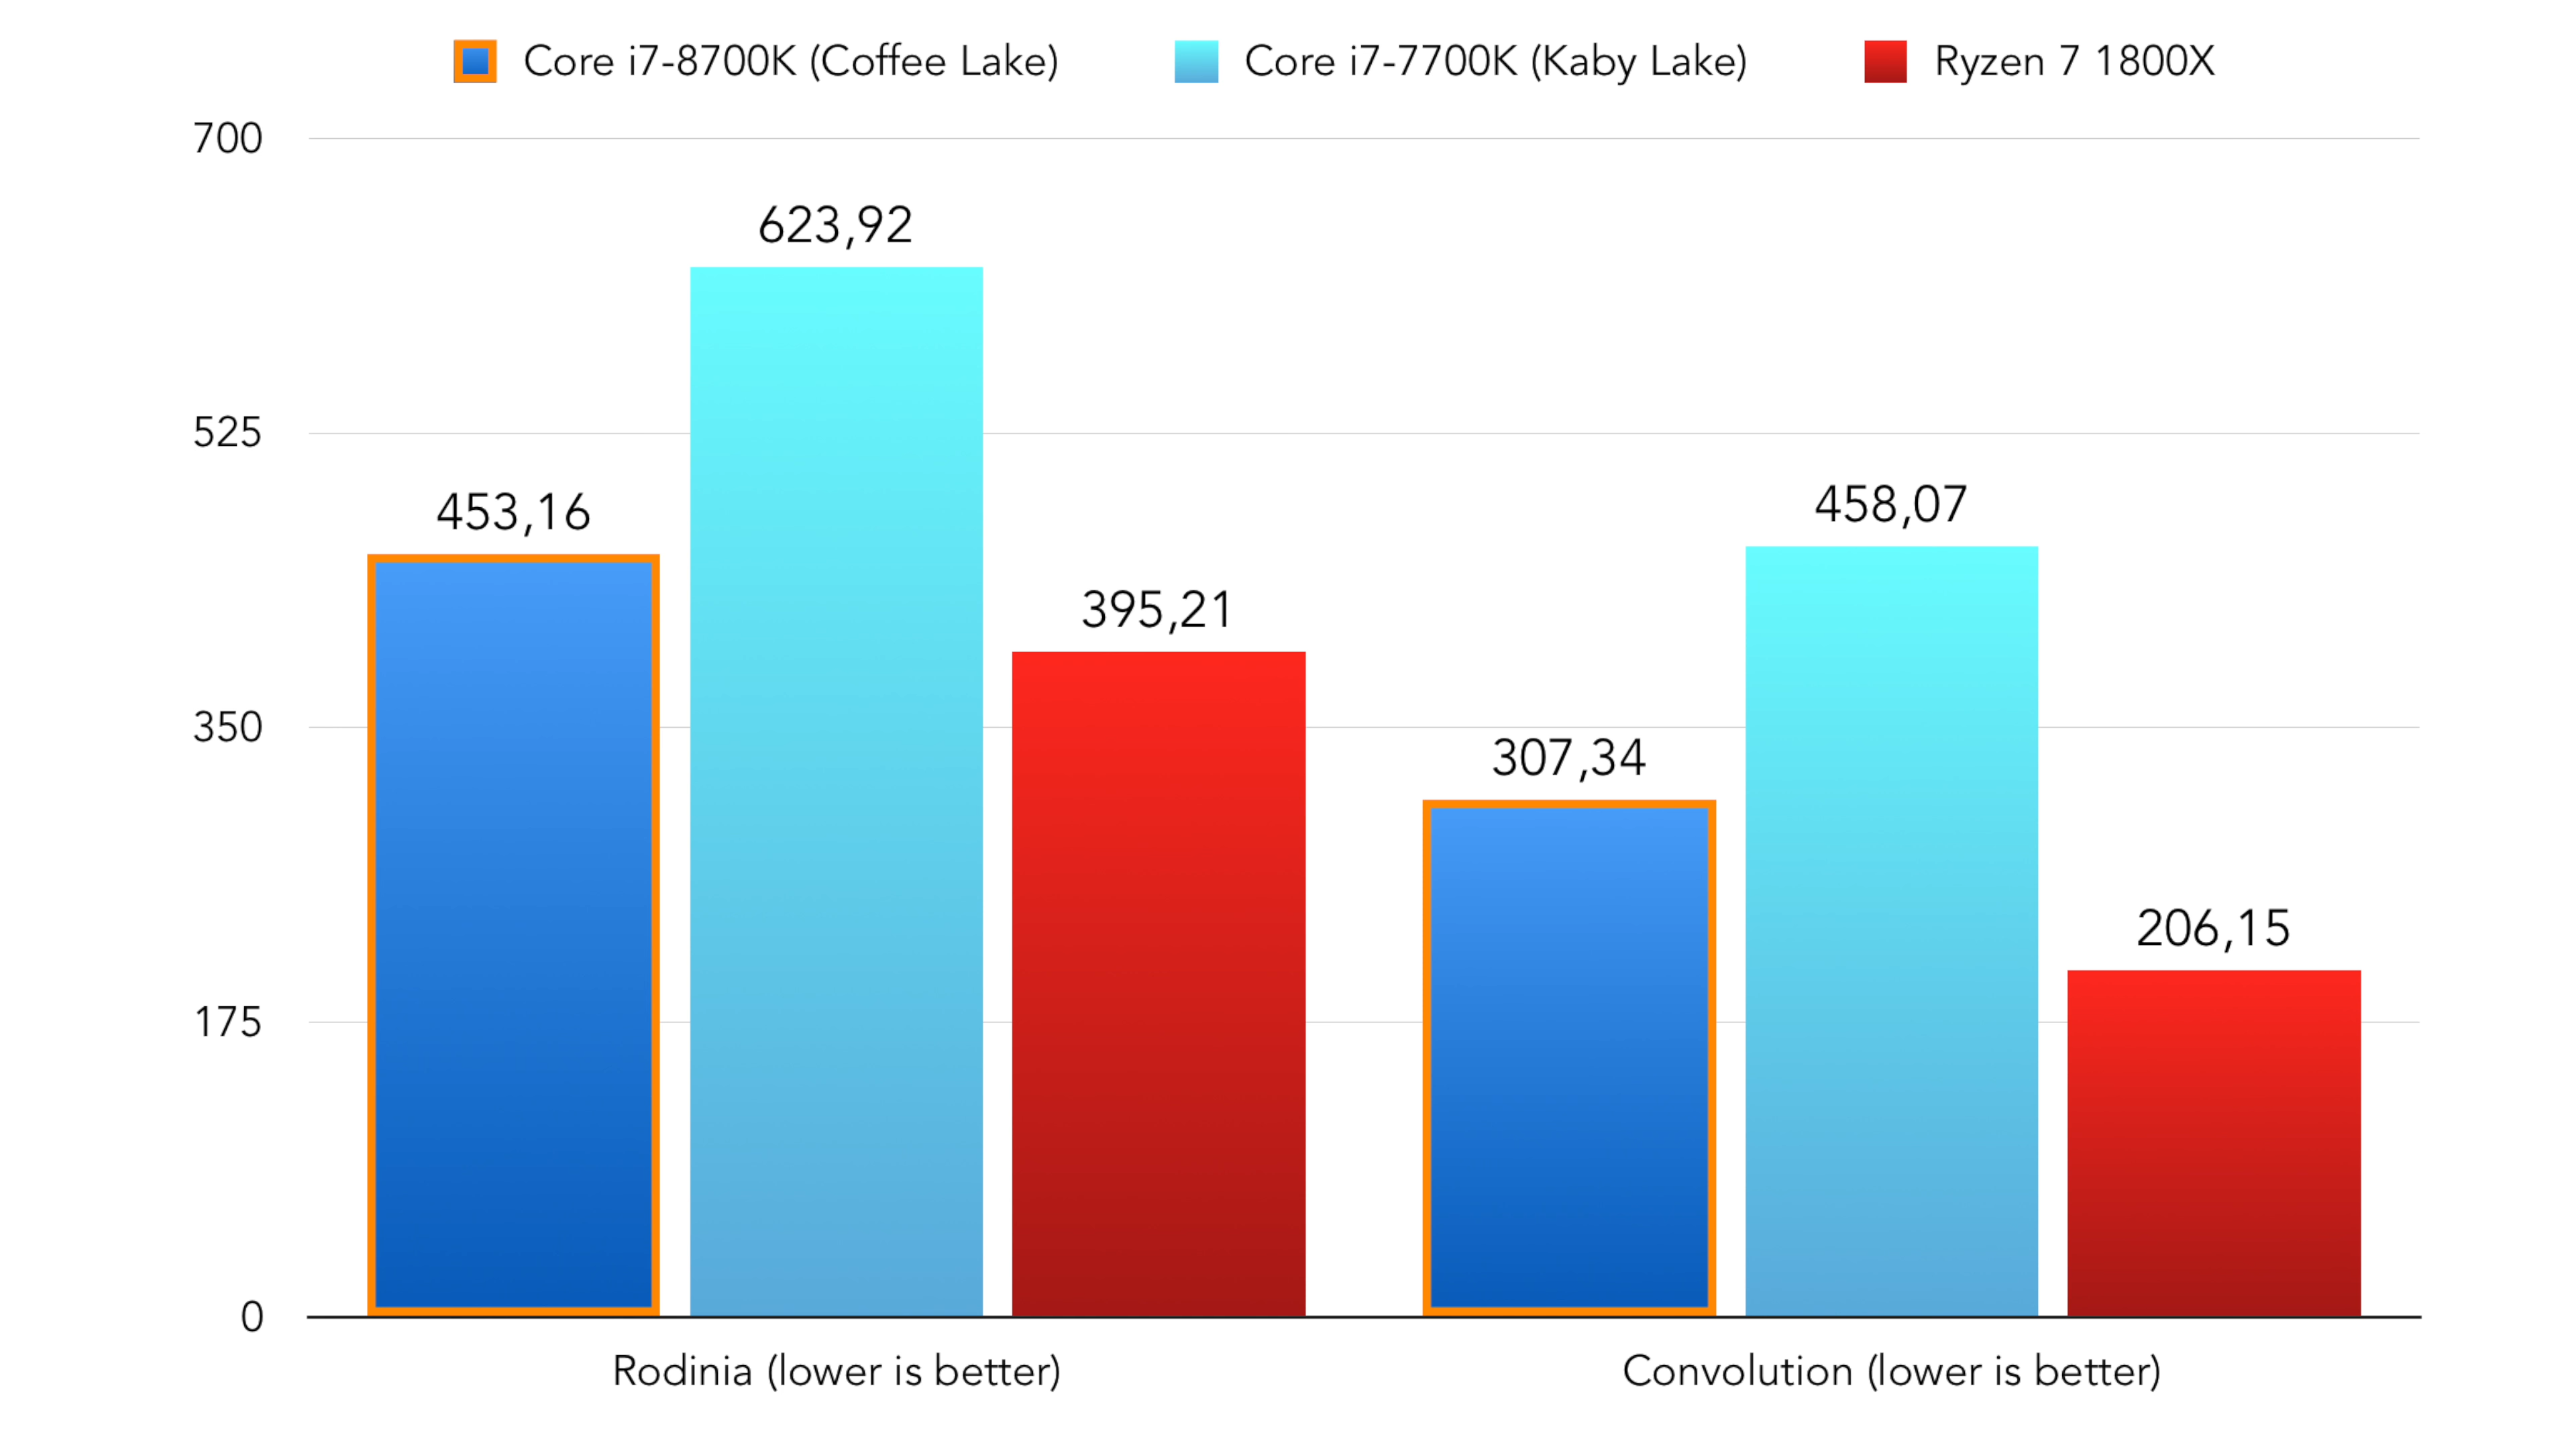 Core i7-8700K (Coffee Lake)
Core i7-7700K (Kaby Lake)
Ryzen 7 1800X
700
525
350
175
0
453,16
623,92
395,21
307,34
458,07
206,15
Rodinia (lower is better)
Convolution (lower is better)